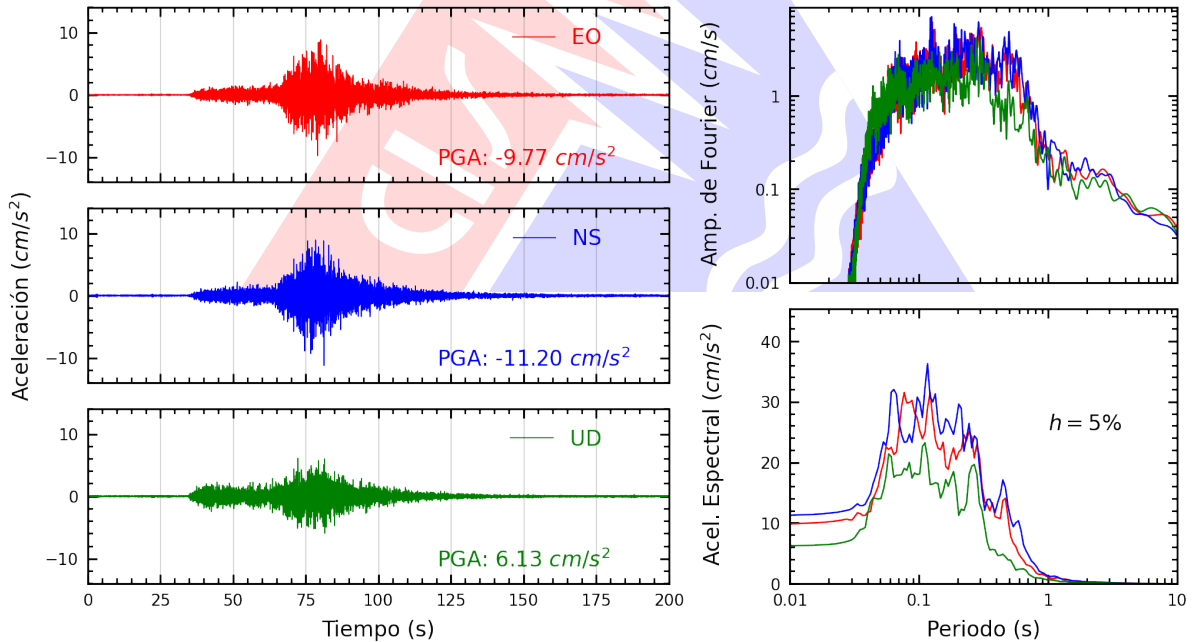 Aceleración (cm/s²)
10
0
−10
EO
PGA: -9.77 cm/s²
10
0
−10
NS
PGA: -11.20 cm/s²
10
0
−10
UD
PGA: 6.13 cm/s²
0 25 50 75 100 125 150 175 200
Tiempo (s)
Amp. de Fourier (cm/s)
1
0.1
0.01
Acel. Espectral (cm/s²)
40
30
20
10
0
h = 5%
0.01 0.1 1 10
Periodo (s)